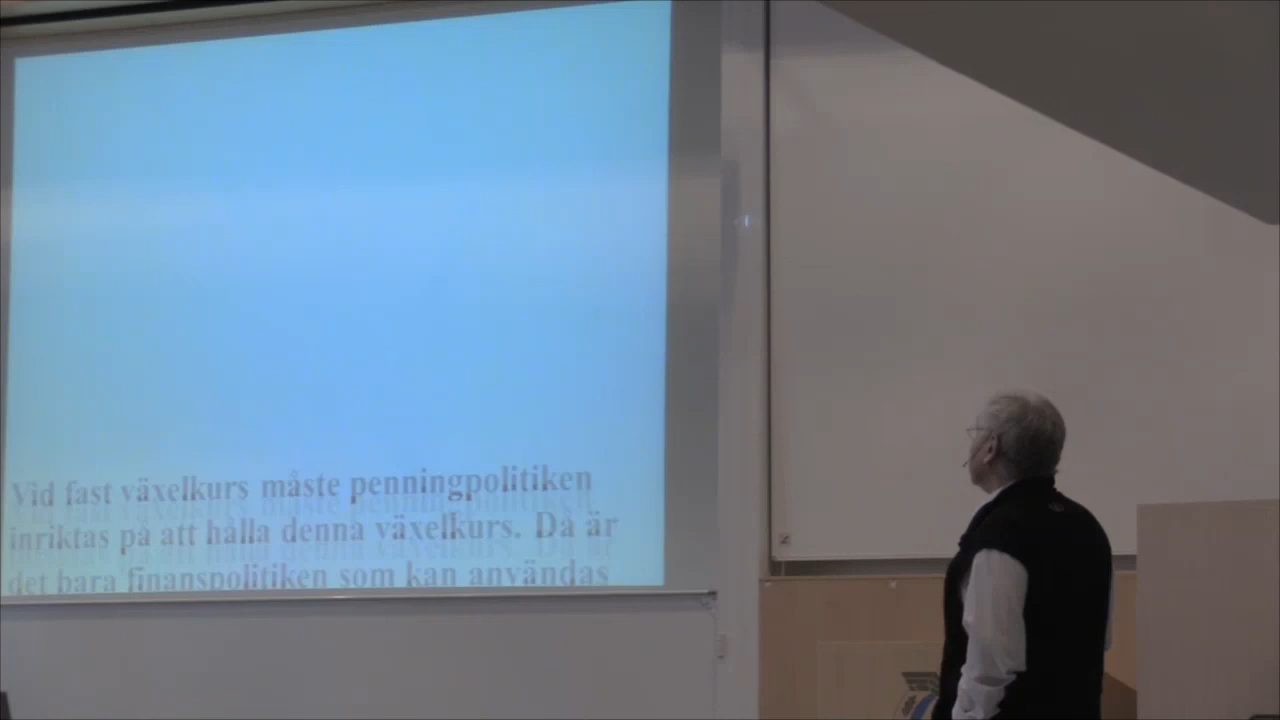 Vid fast växelkurs måste penningpolitiken
inriktas på att hålla denna växelkurs. Då är
det bara finanspolitiken som kan användas